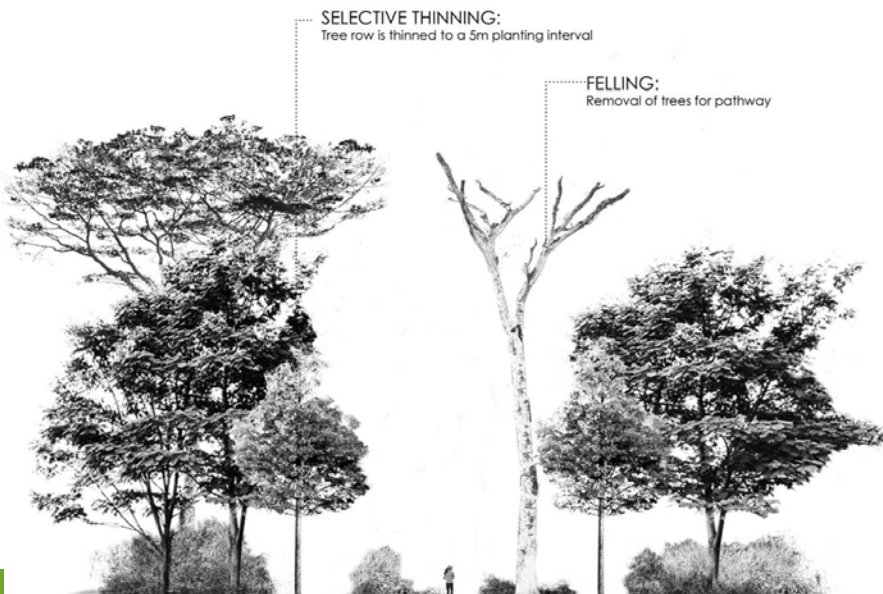 SELECTIVE THINNING:
Tree row is thinned to a 5m planting interval
FELLING:
Removal of trees for pathway